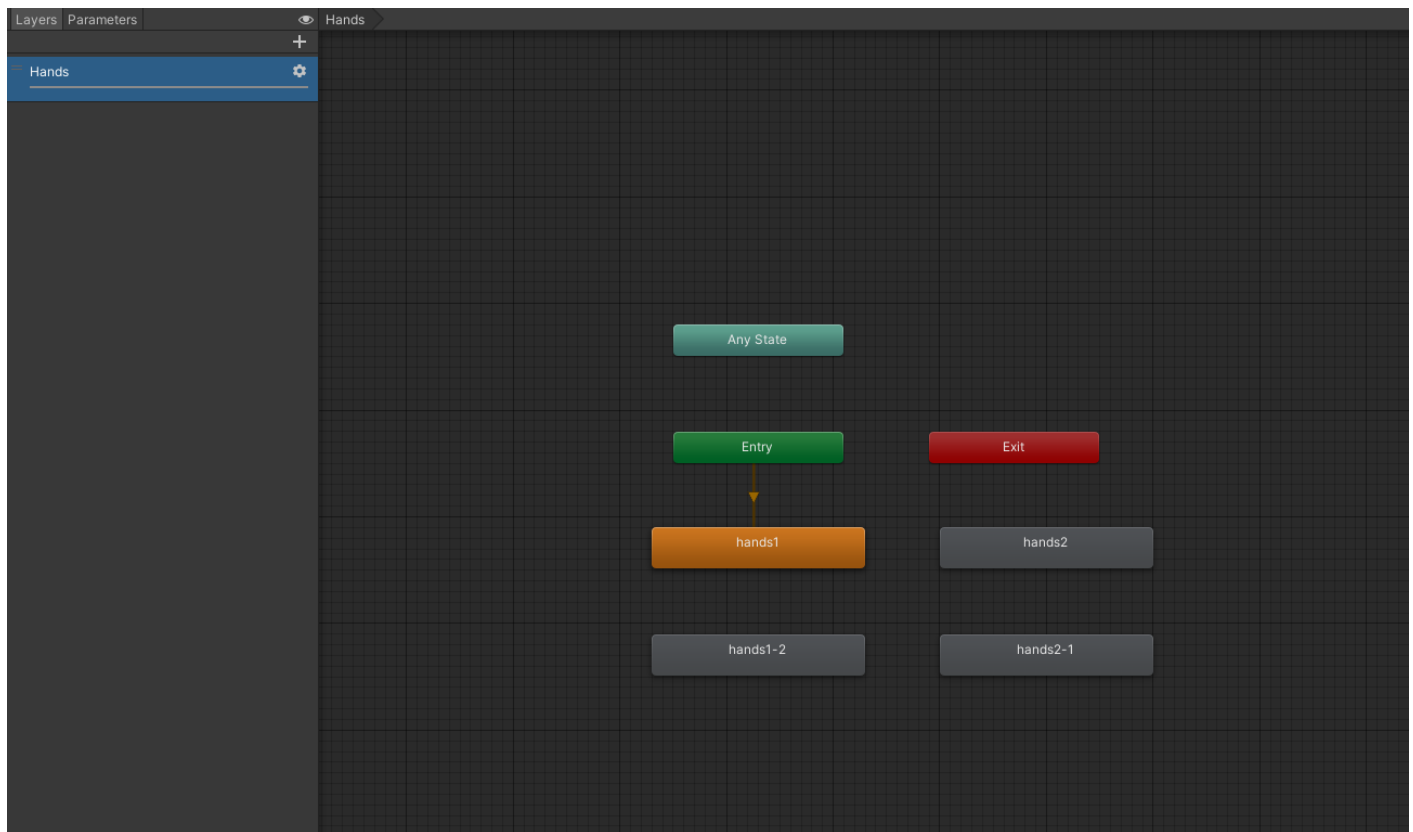 Layers Parameters
Hands
Hands
Any State
Entry
Exit
hands1
hands2
hands1-2
hands2-1